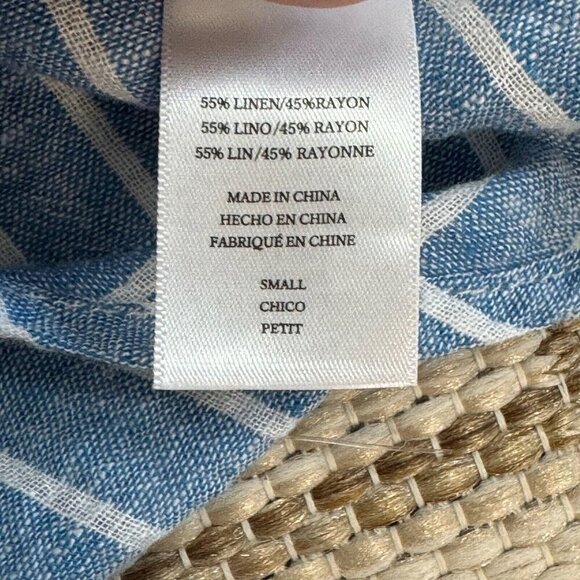 55% LINEN/45%RAYON
55% LINO/45% RAYON
55% LIN/45% RAYONNE
MADE IN CHINA
HECHO EN CHINA
FABRIQUÉ EN CHINE
SMALL
CHICO
PETIT